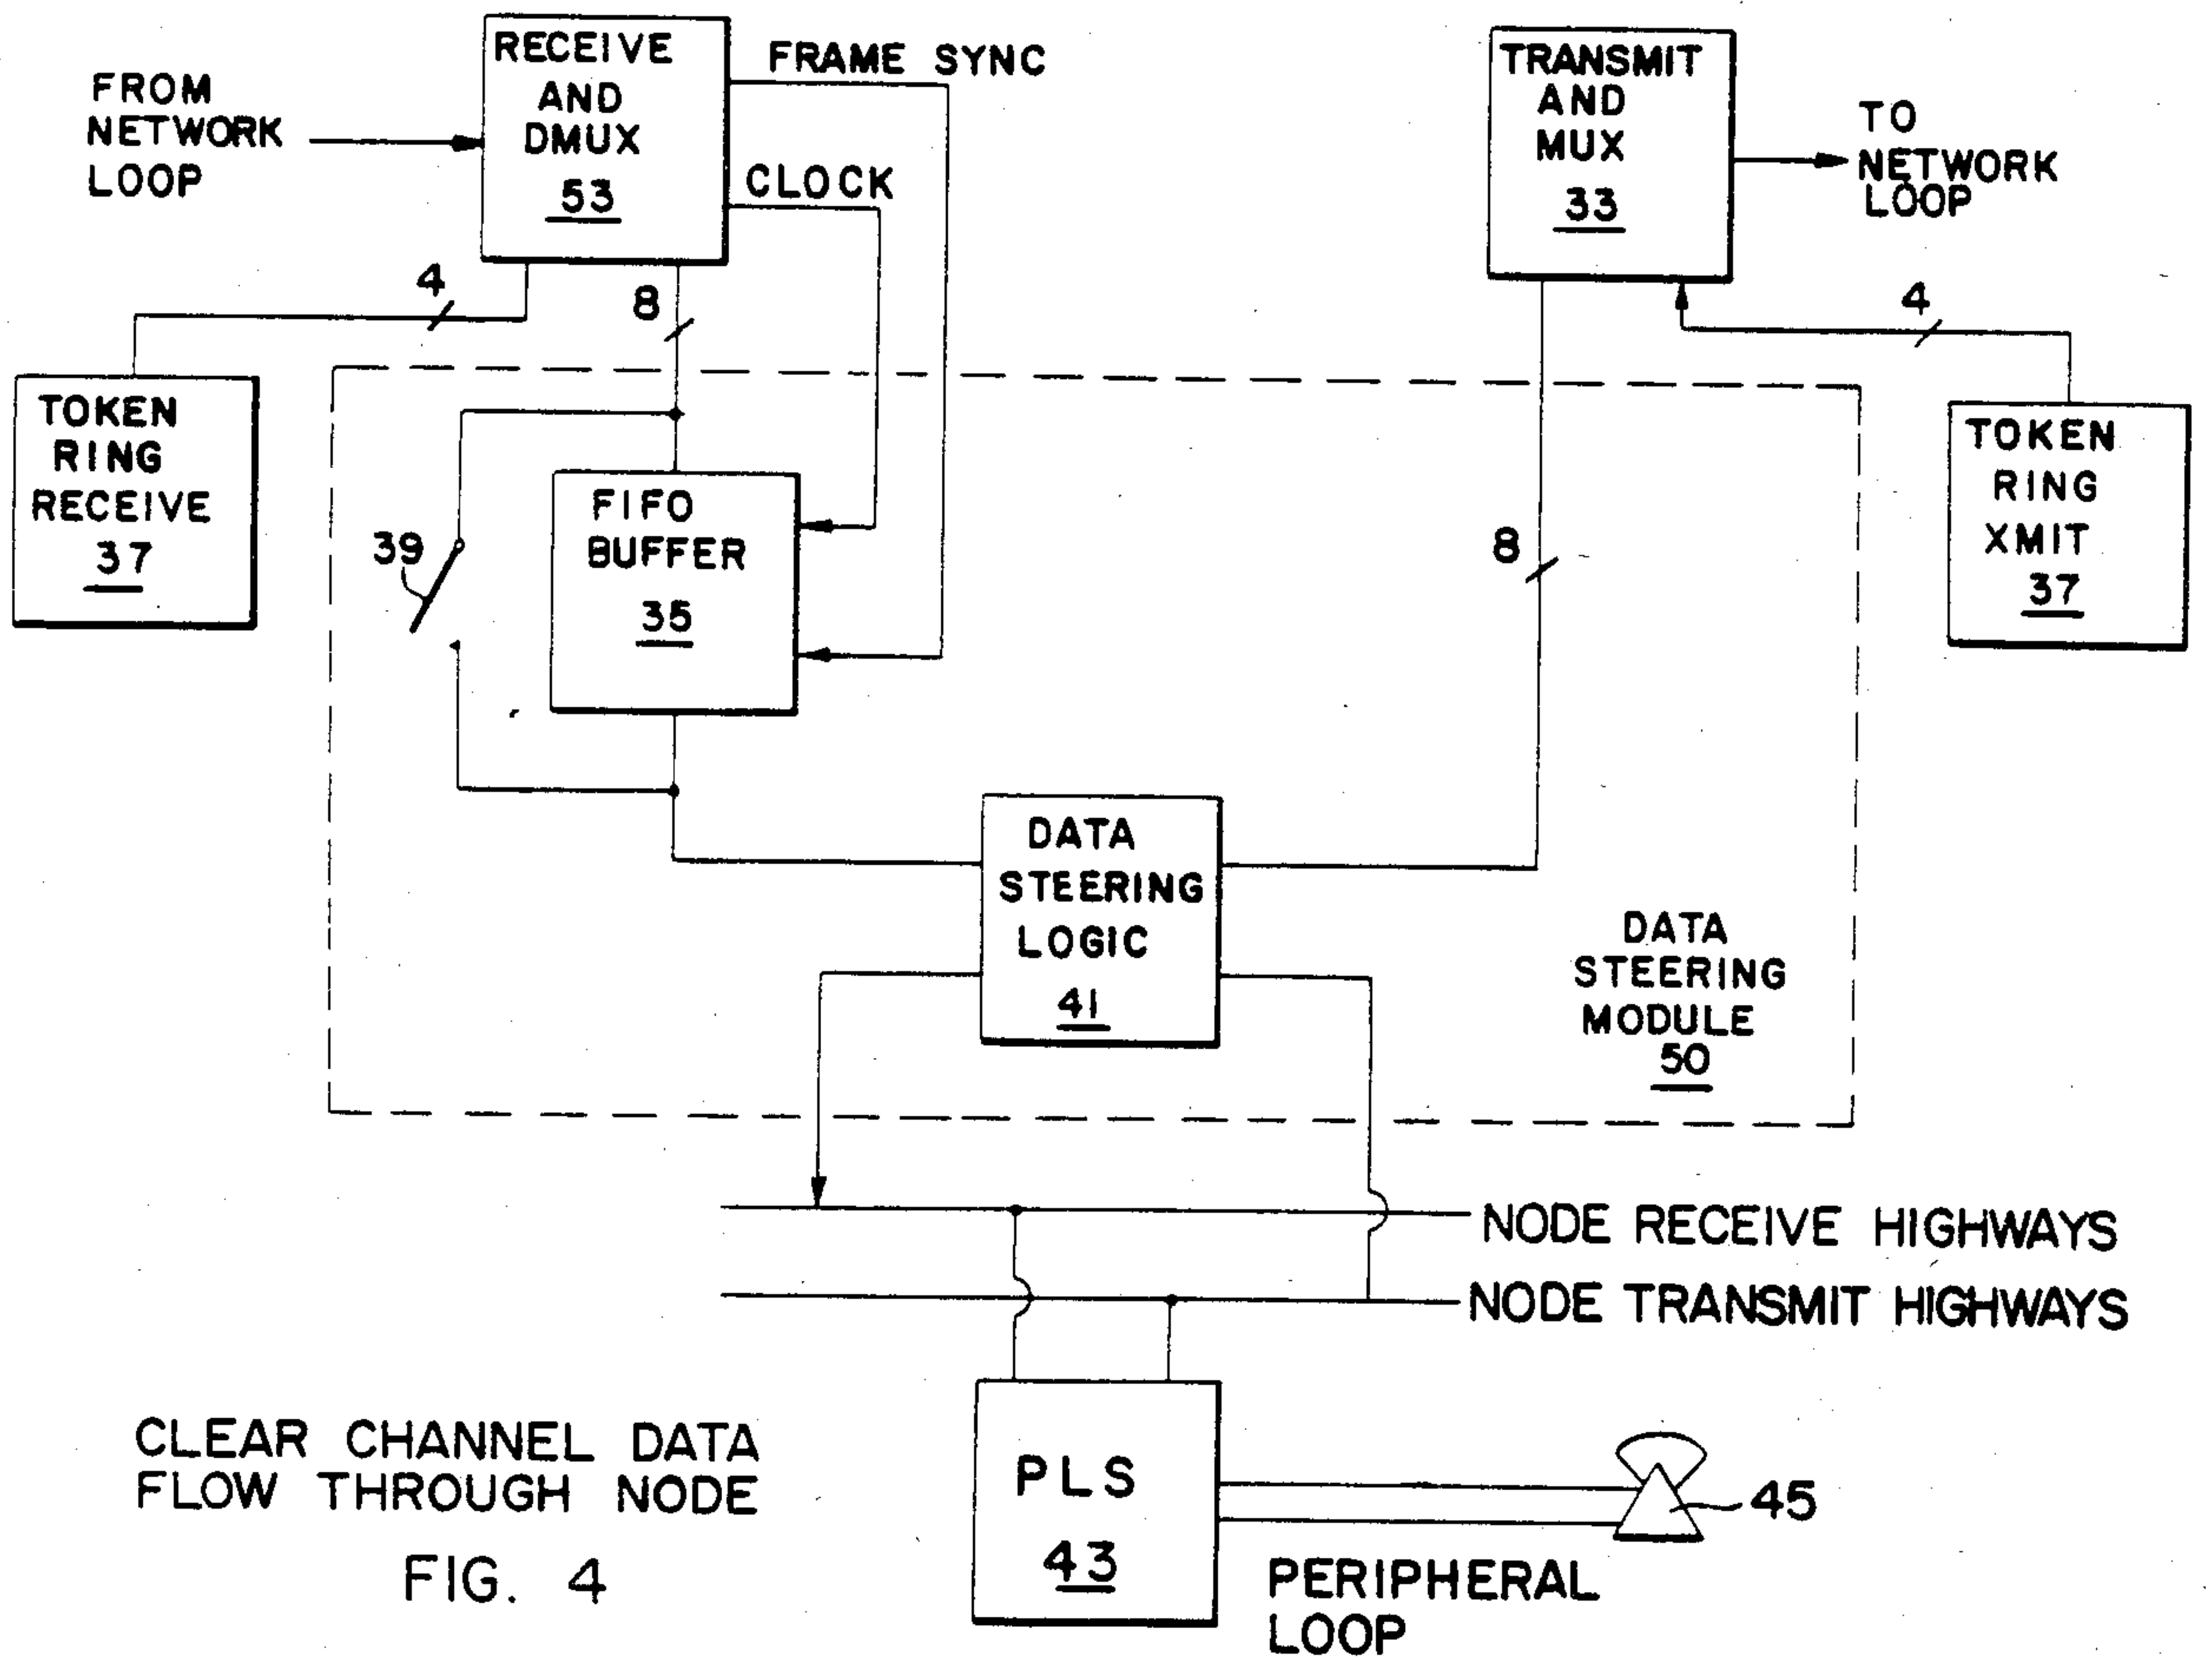 FROM
NETWORK
LOOP
RECEIVE
AND
DMUX
53
FRAME SYNC
CLOCK
TRANSMIT
AND
MUX
33
TO
NETWORK
LOOP
4
8
4
TOKEN
RING
RECEIVE
37
39
FIFO
BUFFER
35
8
TOKEN
RING
XMIT
37
DATA
STEERING
LOGIC
41
DATA
STEERING
MODULE
50
NODE RECEIVE HIGHWAYS
NODE TRANSMIT HIGHWAYS
PLS
43
45
PERIPHERAL
LOOP
CLEAR CHANNEL DATA
FLOW THROUGH NODE
FIG. 4